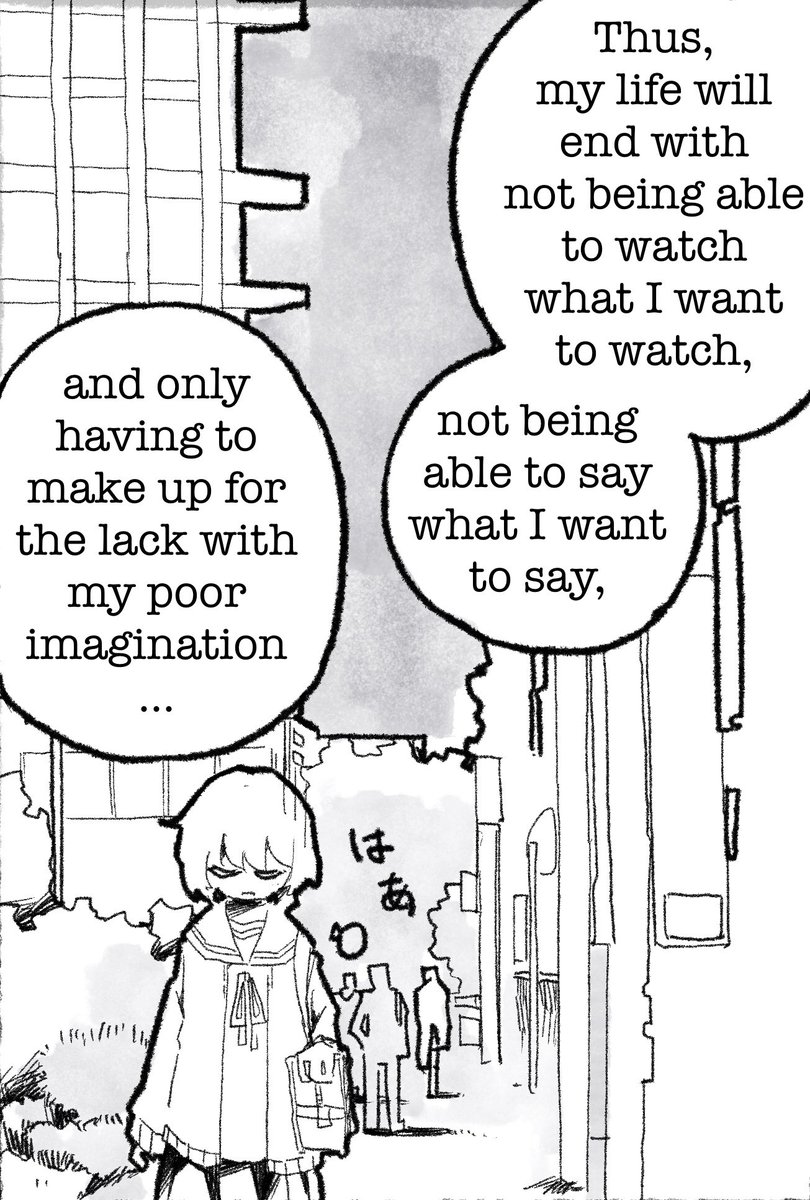 Thus,
my life will
end with
not being able
to watch
what I want
to watch,
not being
able to say
what I want
to say,
and only
having to
make up for
the lack with
my poor
imagination
...
はあ